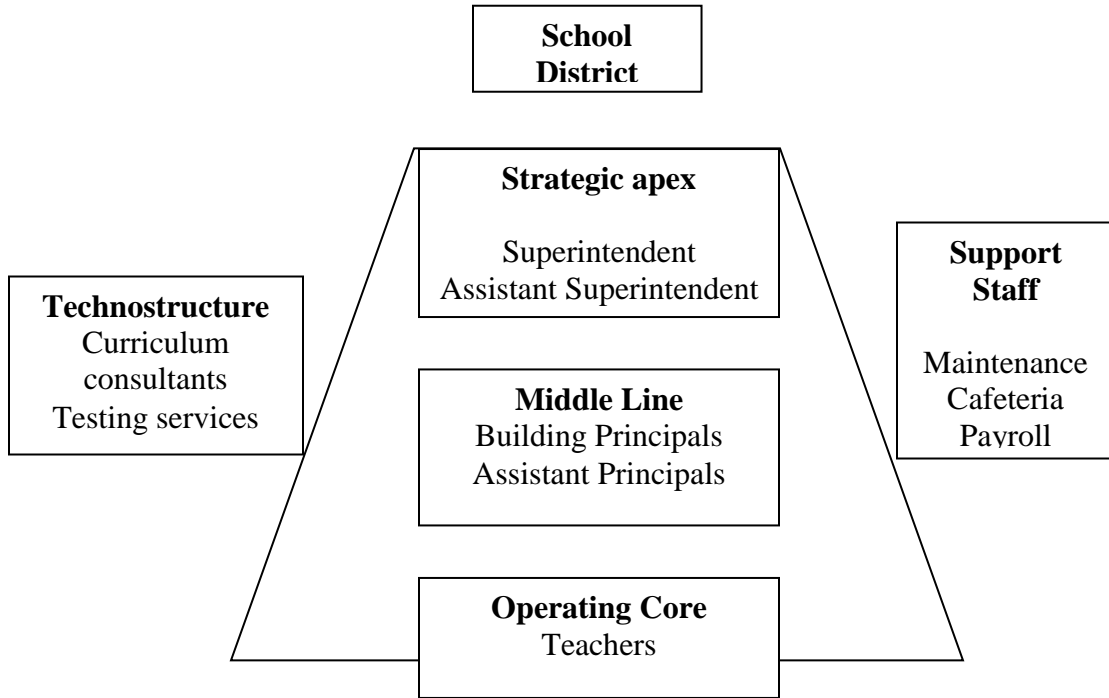 School
District
Strategic apex
Superintendent
Assistant Superintendent
Technostructure
Curriculum
consultants
Testing services
Support
Staff
Maintenance
Cafeteria
Payroll
Middle Line
Building Principals
Assistant Principals
Operating Core
Teachers